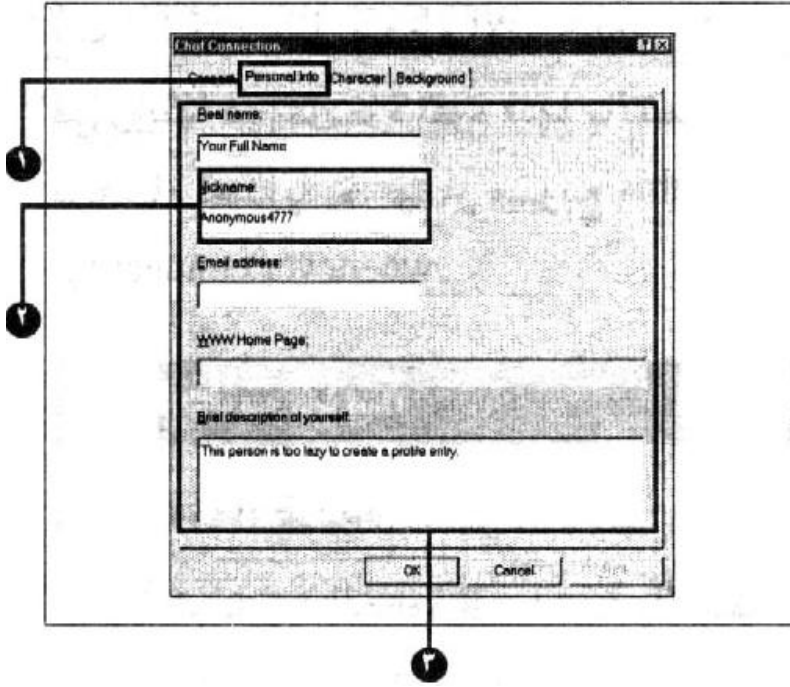 Chat Connection
Connect Personal Info Character Background
١
Real name:
Your Full Name
Nickname:
Anonymous4777
٢
Email address:
WWW Home Page:
Brief description of yourself:
This person is too lazy to create a profile entry.
OK Cancel
٣